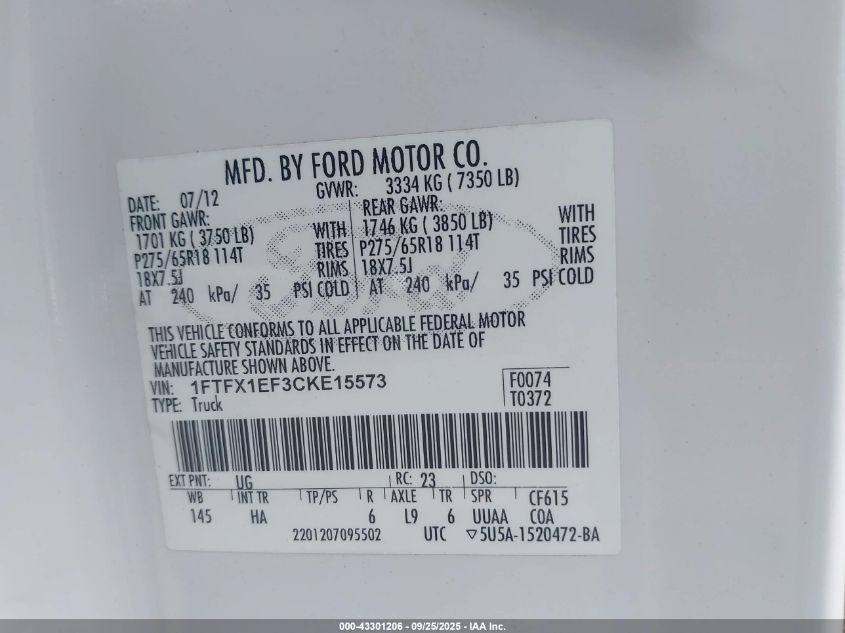 MFD. BY FORD MOTOR CO.
DATE: 07/12 GVWR: 3334 KG ( 7350 LB)
FRONT GAWR: REAR GAWR:
1701 KG ( 3750 LB) WITH 1746 KG ( 3850 LB) WITH
P275/65R18 114T TIRES P275/65R18 114T TIRES
18X7.5J RIMS 18X7.5J RIMS
AT 240 kPa/ 35 PSI COLD AT 240 kPa/ 35 PSI COLD
Ford
THIS VEHICLE CONFORMS TO ALL APPLICABLE FEDERAL MOTOR
VEHICLE SAFETY STANDARDS IN EFFECT ON THE DATE OF
MANUFACTURE SHOWN ABOVE.
VIN: 1FTFX1EF3CKE15573 F0074
TYPE: Truck T0372
EXT PNT: UG RC: 23 DSO:
WB INT TR TP/PS R AXLE TR SPR CF615
145 HA 6 L9 6 UUAA COA
2201207095502 UTC ▽5U5A-1520472-BA
000-43301206 - 09/25/2025 - IAA Inc.